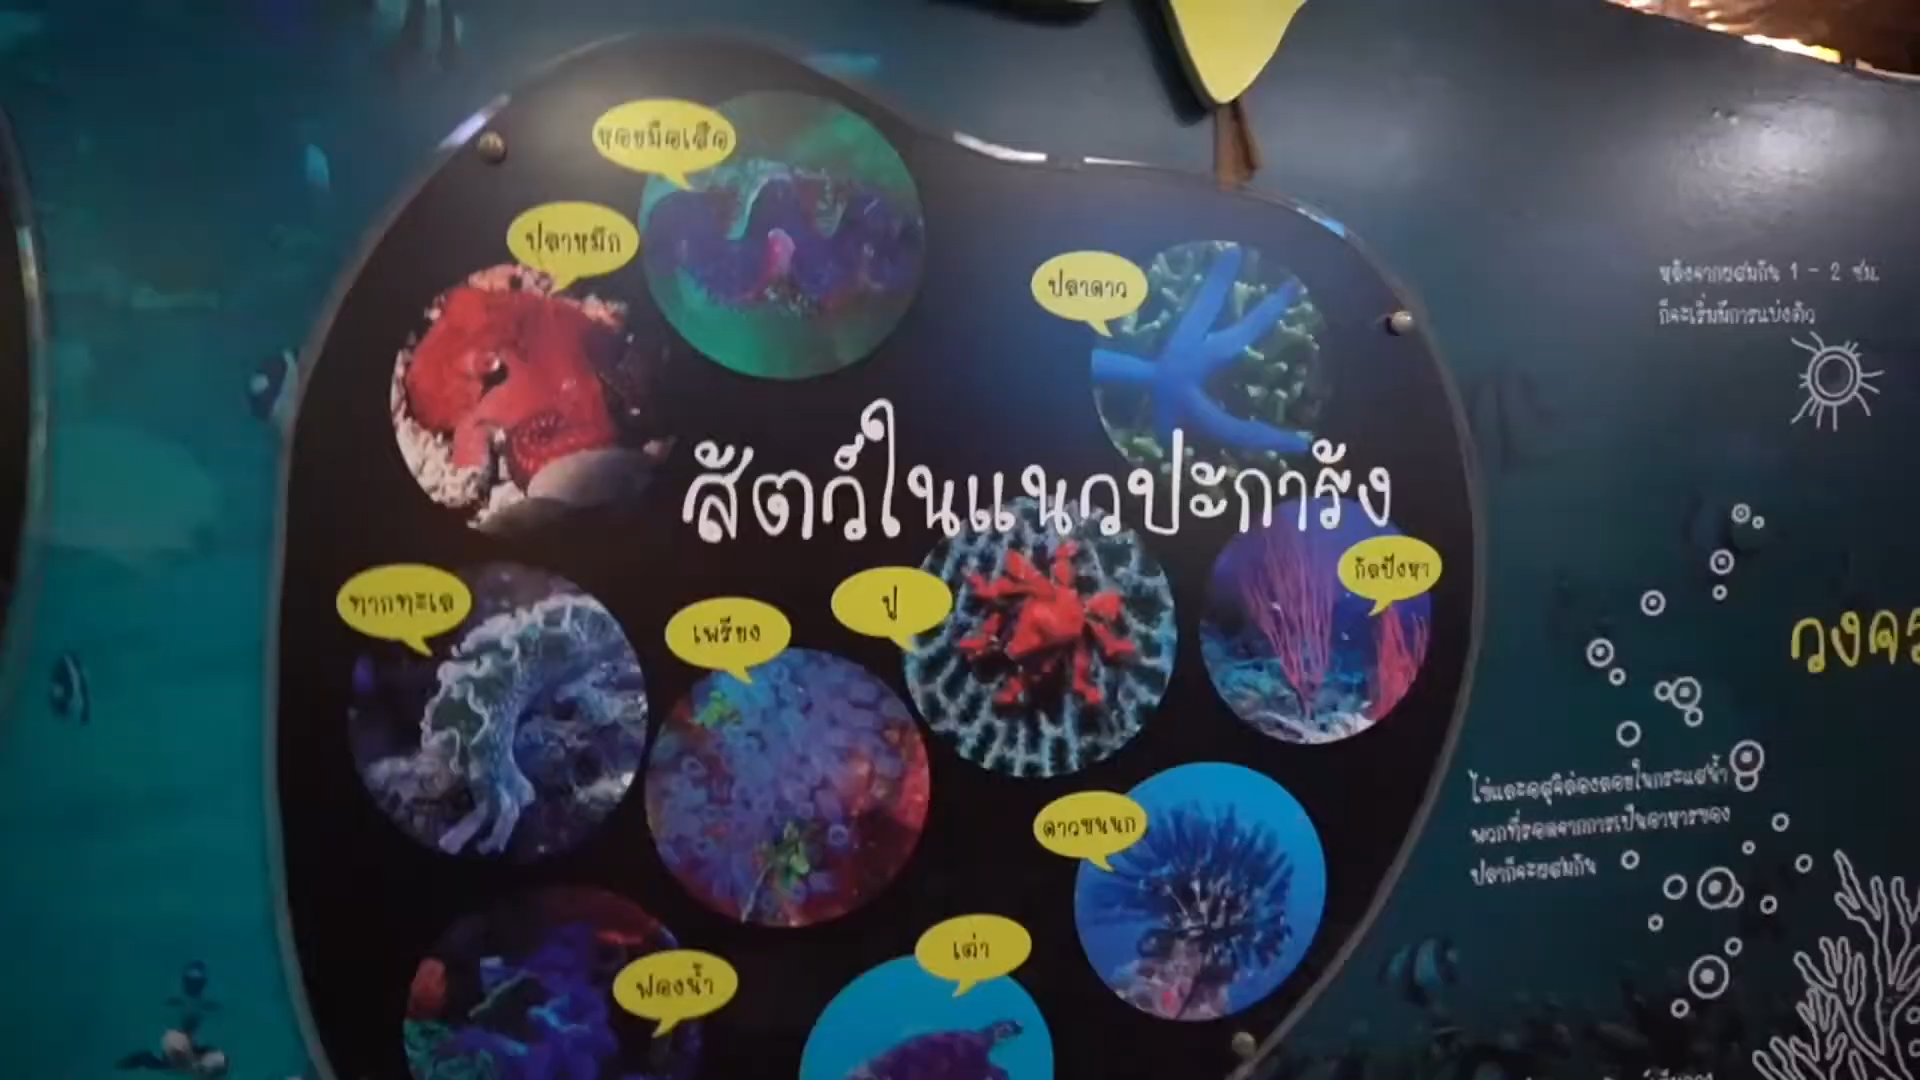 หอยมือเสือ
ปลาหมึก
ปลาดาว
สัตว์ในแนวปะการัง
กัลปังหา
ทากทะเล
เพรียง
ปู
ดาวขนนก
เต่า
ฟองน้ำ
หลังจากผสมกัน 1 - 2 ชม.
ก็จะเริ่มมีการแบ่งตัว
วงจร
ไข่และอสุจิล่องลอยในกระแสน้ำ
พวกที่รอดจากการเป็นอาหารของ
ปลาก็จะผสมกัน